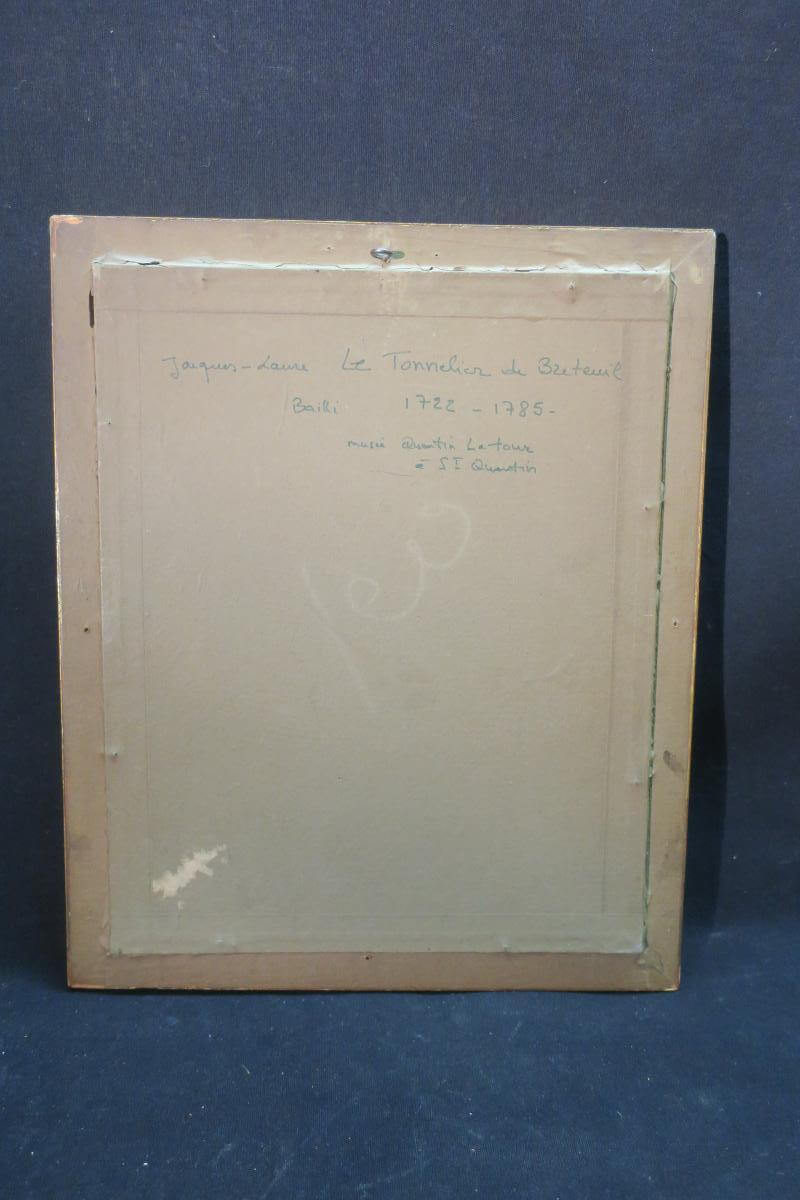 Jacques-Laure Le Tonnelier de Breteuil
Bailli 1722 - 1785-
musée Quentin La tour
à St Quentin